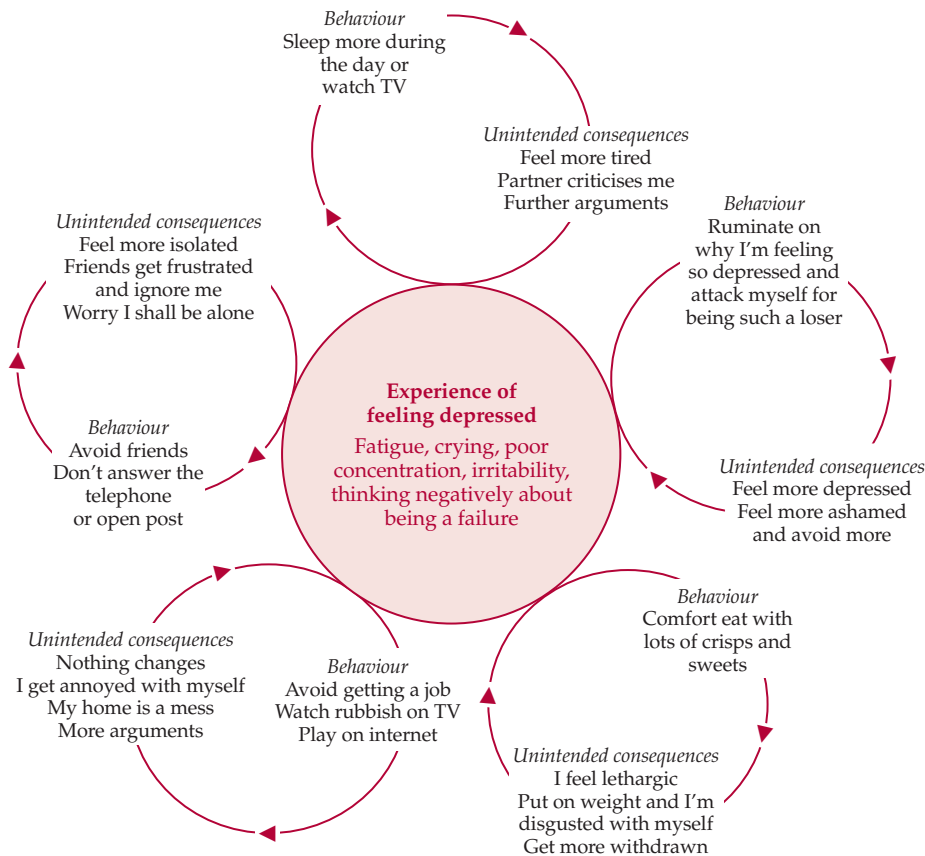 Behaviour
Sleep more during
the day or
watch TV
Unintended consequences
Feel more tired
Partner criticises me
Further arguments
Behaviour
Ruminate on
why I'm feeling
so depressed and
attack myself for
being such a loser
Unintended consequences
Feel more depressed
Feel more ashamed
and avoid more
Behaviour
Comfort eat with
lots of crisps and
sweets
Unintended consequences
I feel lethargic
Put on weight and I'm
disgusted with myself
Get more withdrawn
Behaviour
Avoid getting a job
Watch rubbish on TV
Play on internet
Unintended consequences
Nothing changes
I get annoyed with myself
My home is a mess
More arguments
Behaviour
Avoid friends
Don't answer the
telephone
or open post
Unintended consequences
Feel more isolated
Friends get frustrated
and ignore me
Worry I shall be alone
Experience of
feeling depressed
Fatigue, crying, poor
concentration, irritability,
thinking negatively about
being a failure